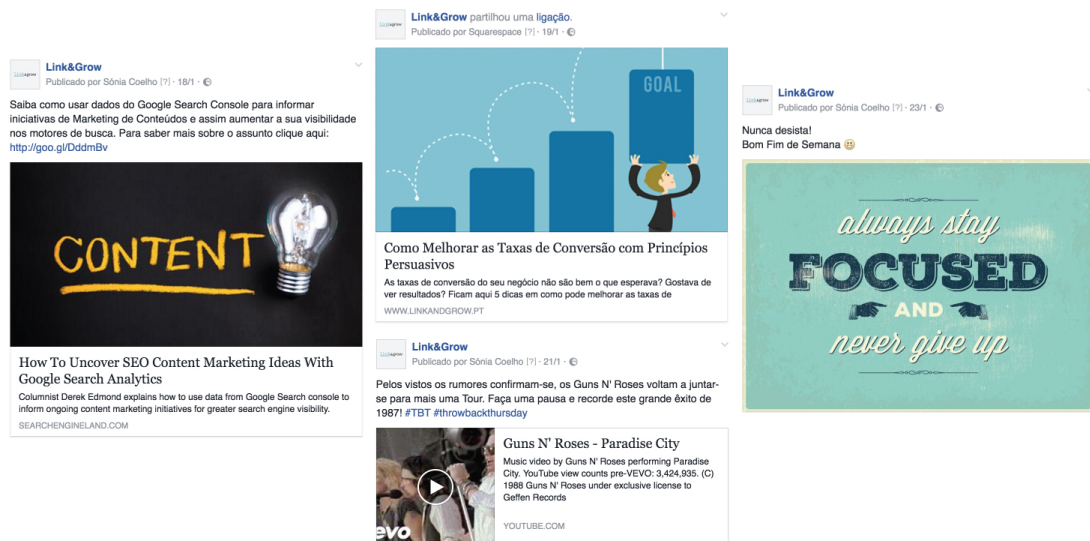 Link&Grow
Publicado por Sónia Coelho [?] · 18/1 ·
Saiba como usar dados do Google Search Console para informar
iniciativas de Marketing de Conteúdos e assim aumentar a sua visibilidade
nos motores de busca. Para saber mais sobre o assunto clique aqui:
http://goo.gl/DddmBv
CONTENT
How To Uncover SEO Content Marketing Ideas With
Google Search Analytics
Columnist Derek Edmond explains how to use data from Google Search console to
inform ongoing content marketing initiatives for greater search engine visibility.
SEARCHENGINELAND.COM
Link&Grow partilhou uma ligação.
Publicado por Squarespace [?] · 19/1 ·
GOAL
Como Melhorar as Taxas de Conversão com Princípios
Persuasivos
As taxas de conversão do seu negócio não são bem o que esperava? Gostava de
ver resultados? Ficam aqui 5 dicas em como pode melhorar as taxas de
WWW.LINKANDGROW.PT
Link&Grow
Publicado por Sónia Coelho [?] · 21/1 ·
Pelos vistos os rumores confirmam-se, os Guns N' Roses voltam a juntar-
se para mais uma Tour. Faça uma pausa e recorde este grande êxito de
1987! #TBT #throwbackthursday
evo
Guns N' Roses - Paradise City
Music video by Guns N' Roses performing Paradise
City. YouTube view counts pre-VEVO: 3,424,935. (C)
1988 Guns N' Roses under exclusive license to
Geffen Records
YOUTUBE.COM
Link&Grow
Publicado por Sónia Coelho [?] · 23/1 ·
Nunca desista!
Bom Fim de Semana 😀
always stay
FOCUSED
AND
never give up